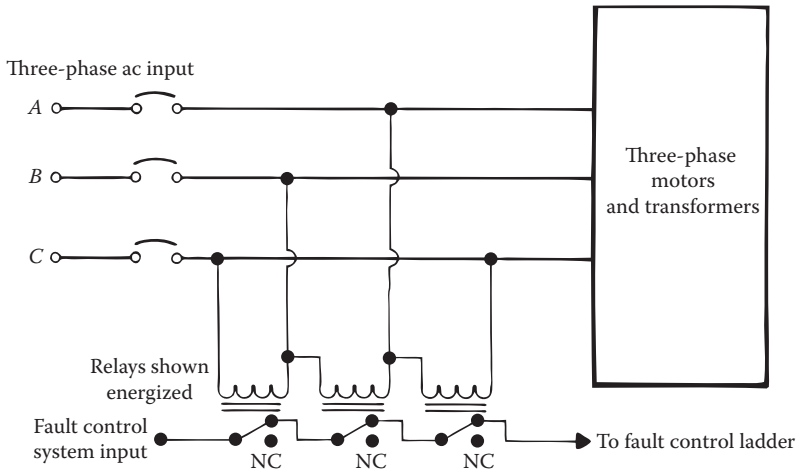 Three-phase ac input
A
B
C
Three-phase
motors
and transformers
Relays shown
energized
Fault control
system input
To fault control ladder
NC
NC
NC